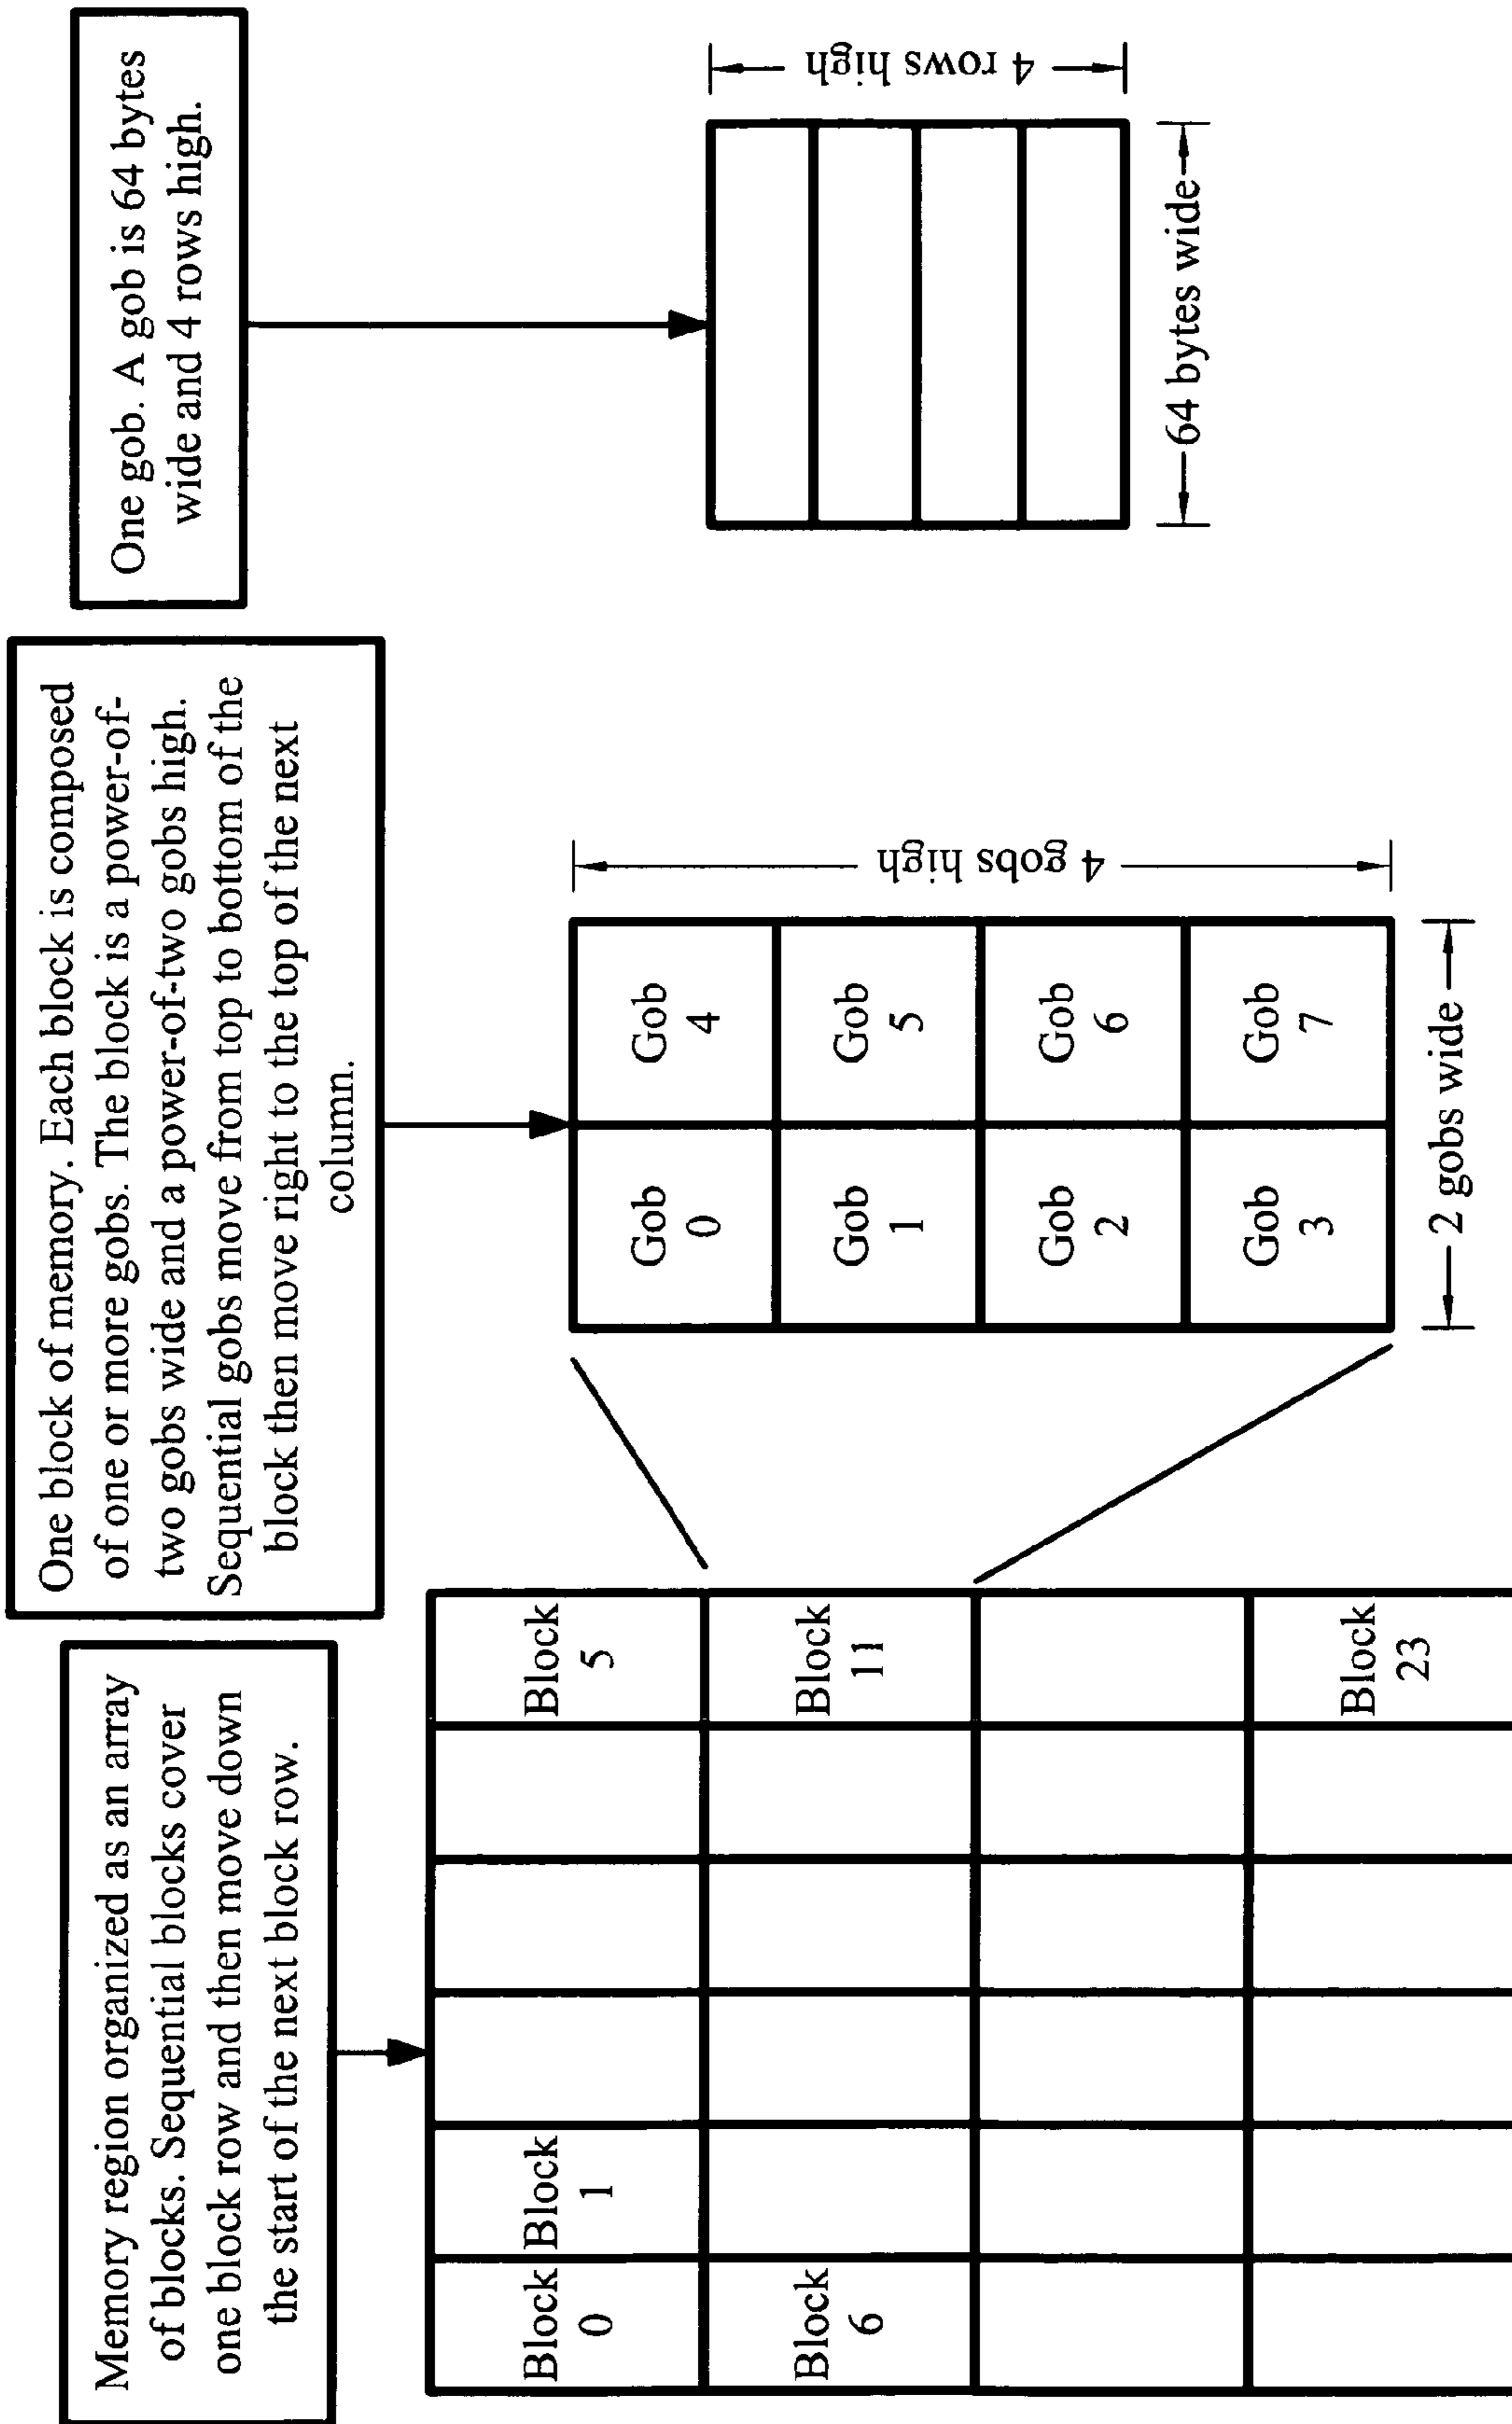 Memory region organized as an array
of blocks. Sequential blocks cover
one block row and then move down
the start of the next block row.
Block
0
Block
1
Block
5
Block
6
Block
11
Block
23
One block of memory. Each block is composed
of one or more gobs. The block is a power-of-
two gobs wide and a power-of-two gobs high.
Sequential gobs move from top to bottom of the
block then move right to the top of the next
column.
Gob
0
Gob
4
Gob
1
Gob
5
Gob
2
Gob
6
Gob
3
Gob
7
4 gobs high
2 gobs wide
One gob. A gob is 64 bytes
wide and 4 rows high.
4 rows high
64 bytes wide